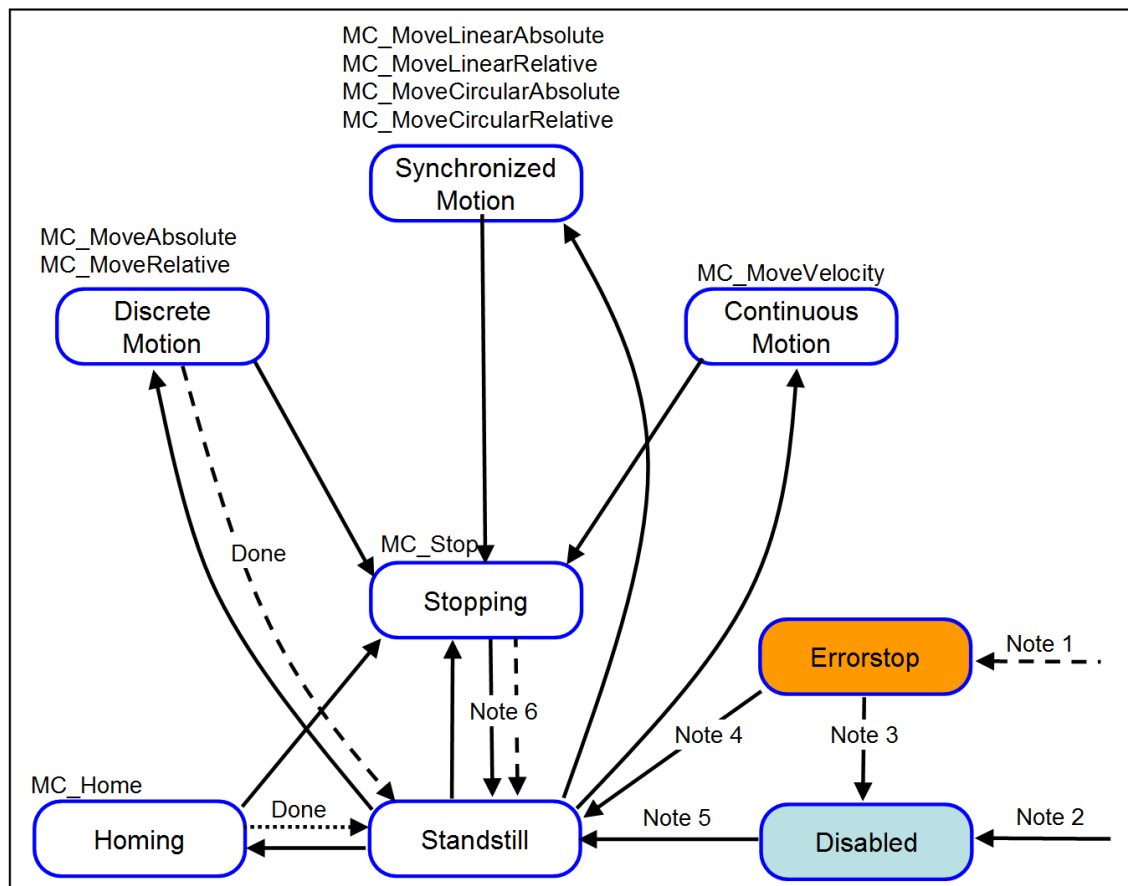 MC_MoveLinearAbsolute
MC_MoveLinearRelative
MC_MoveCircularAbsolute
MC_MoveCircularRelative
Synchronized
Motion
MC_MoveAbsolute
MC_MoveRelative
Discrete
Motion
MC_MoveVelocity
Continuous
Motion
Done
MC_Stop
Stopping
Errorstop
Note 1
Note 6
Note 4
Note 3
MC_Home
Homing
Done
Standstill
Note 5
Disabled
Note 2